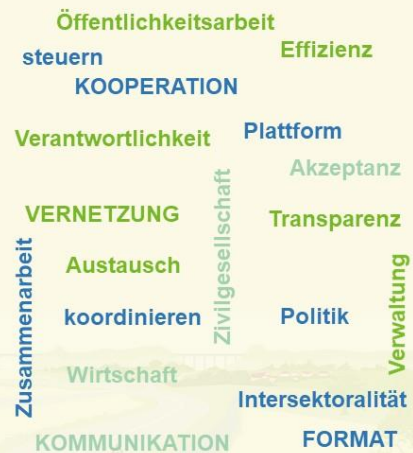 Öffentlichkeitsarbeit
steuern
Effizienz
KOOPERATION
Verantwortlichkeit
Plattform
Akzeptanz
VERNETZUNG
Zivilgesellschaft
Transparenz
Zusammenarbeit
Austausch
Verwaltung
koordinieren
Politik
Wirtschaft
Intersektoralität
KOMMUNIKATION
FORMAT